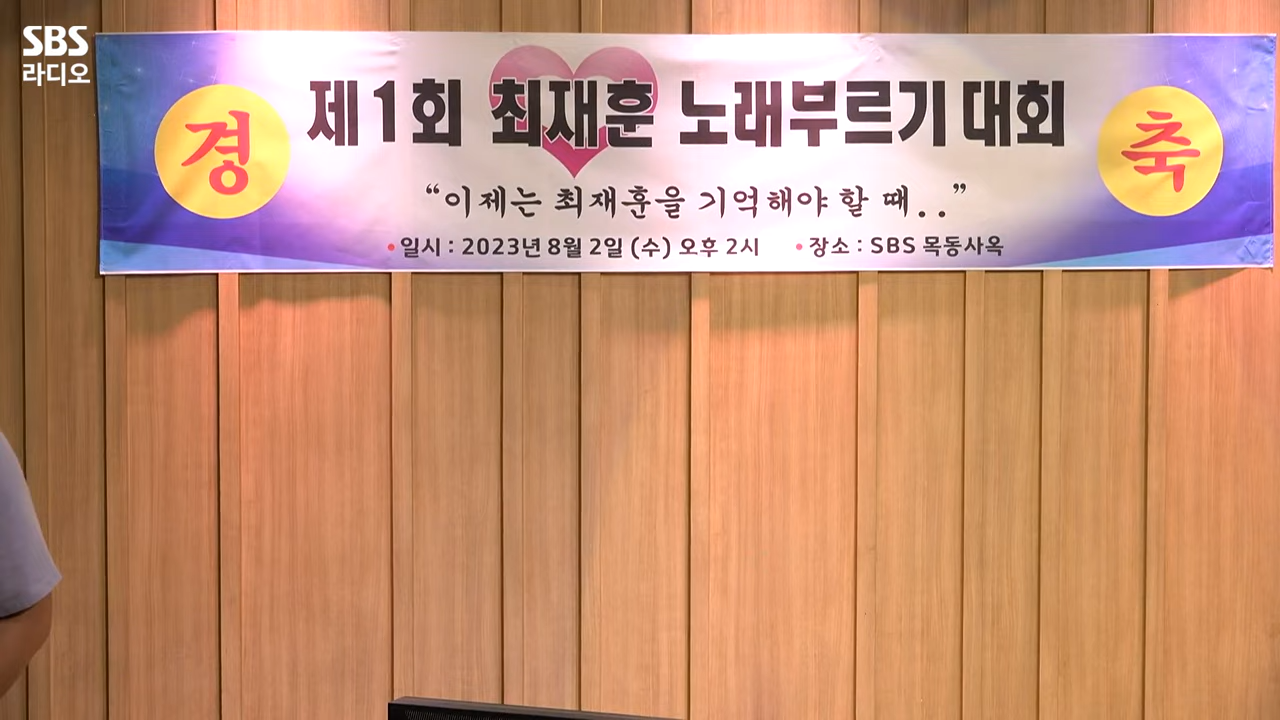 SBS
라디오
경
제1회 최재훈 노래부르기대회
축
“이제는 최재훈을 기억해야 할 때..”
•일시 : 2023년 8월 2일 (수) 오후 2시 •장소 : SBS 목동사옥